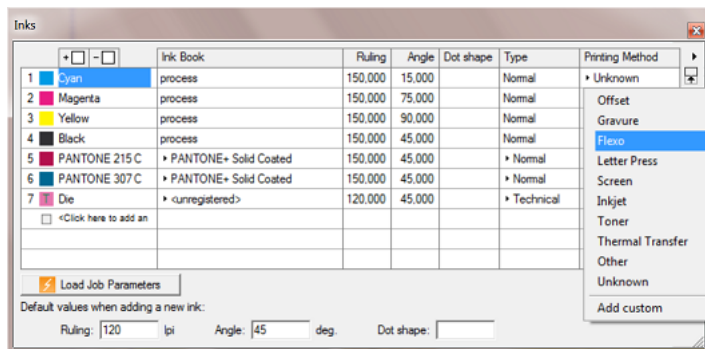 Inks
+ - Ink Book Ruling Angle Dot shape Type Printing Method
1 Cyan process 150,000 15,000 Normal Unknown
2 Magenta process 150,000 75,000 Normal
3 Yellow process 150,000 90,000 Normal
4 Black process 150,000 45,000 Normal
5 PANTONE 215 C PANTONE+ Solid Coated 150,000 45,000 Normal
6 PANTONE 307 C PANTONE+ Solid Coated 150,000 45,000 Normal
7 T Die <unregistered> 120,000 45,000 Technical
<Click here to add an
Offset
Gravure
Flexo
Letter Press
Screen
Inkjet
Toner
Thermal Transfer
Other
Unknown
Add custom
Load Job Parameters
Default values when adding a new ink:
Ruling: 120 lpi Angle: 45 deg. Dot shape: